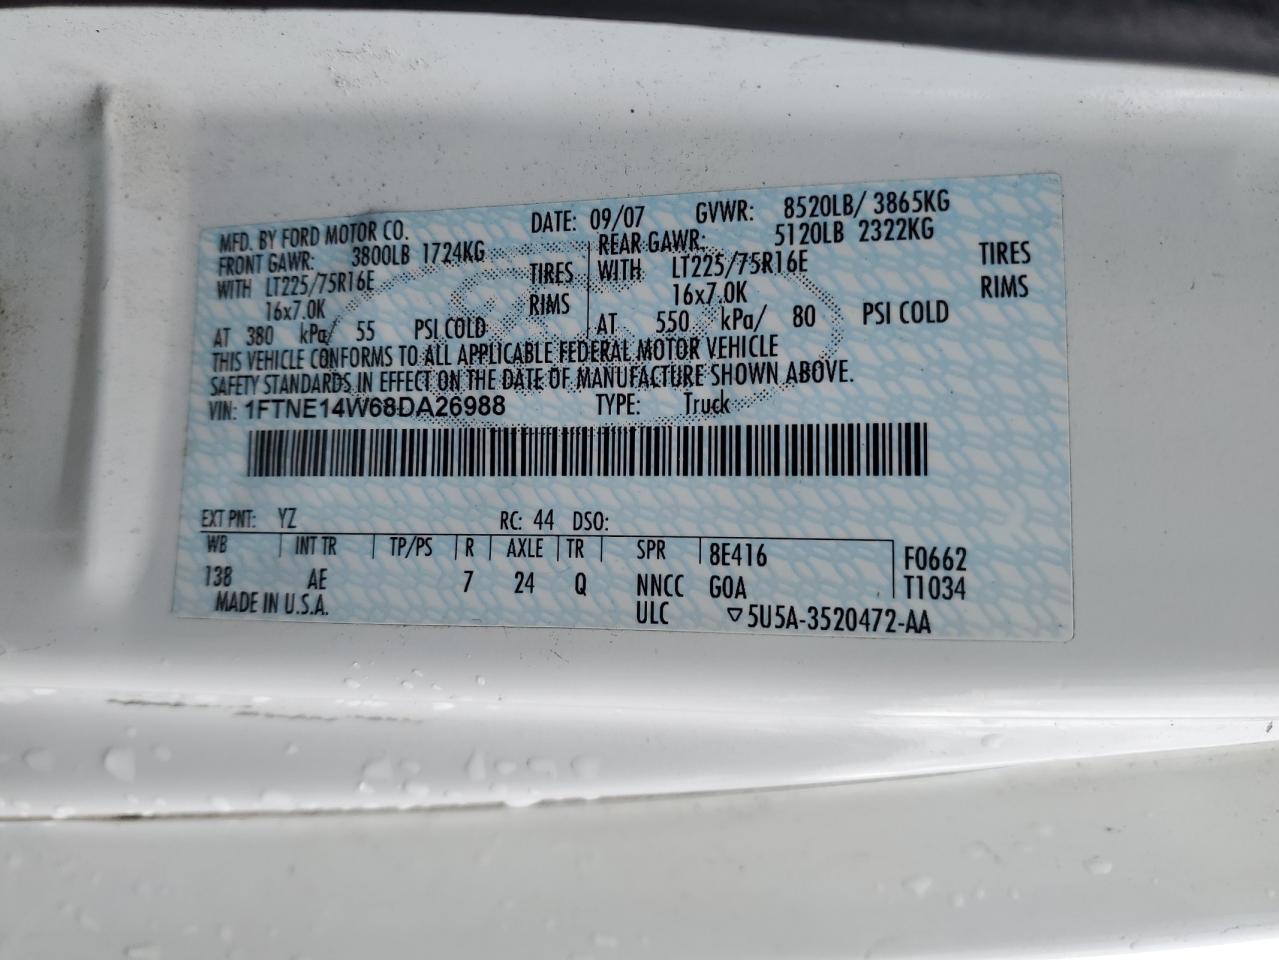 MFD. BY FORD MOTOR CO. DATE: 09/07 GVWR: 8520LB/ 3865KG
FRONT GAWR: 3800LB 1724KG REAR GAWR: 5120LB 2322KG
WITH LT225/75R16E TIRES WITH LT225/75R16E TIRES
16x7.0K RIMS 16x7.0K RIMS
AT 380 kPa/ 55 PSI COLD AT 550 kPa/ 80 PSI COLD
THIS VEHICLE CONFORMS TO ALL APPLICABLE FEDERAL MOTOR VEHICLE
SAFETY STANDARDS IN EFFECT ON THE DATE OF MANUFACTURE SHOWN ABOVE.
VIN: 1FTNE14W68DA26988 TYPE: Truck
EXT PNT: YZ RC: 44 DSO:
WB INT TR TP/PS R AXLE TR SPR 8E416 F0662
138 AE 7 24 Q NNCC G0A T1034
MADE IN U.S.A. ULC ▽5U5A-3520472-AA